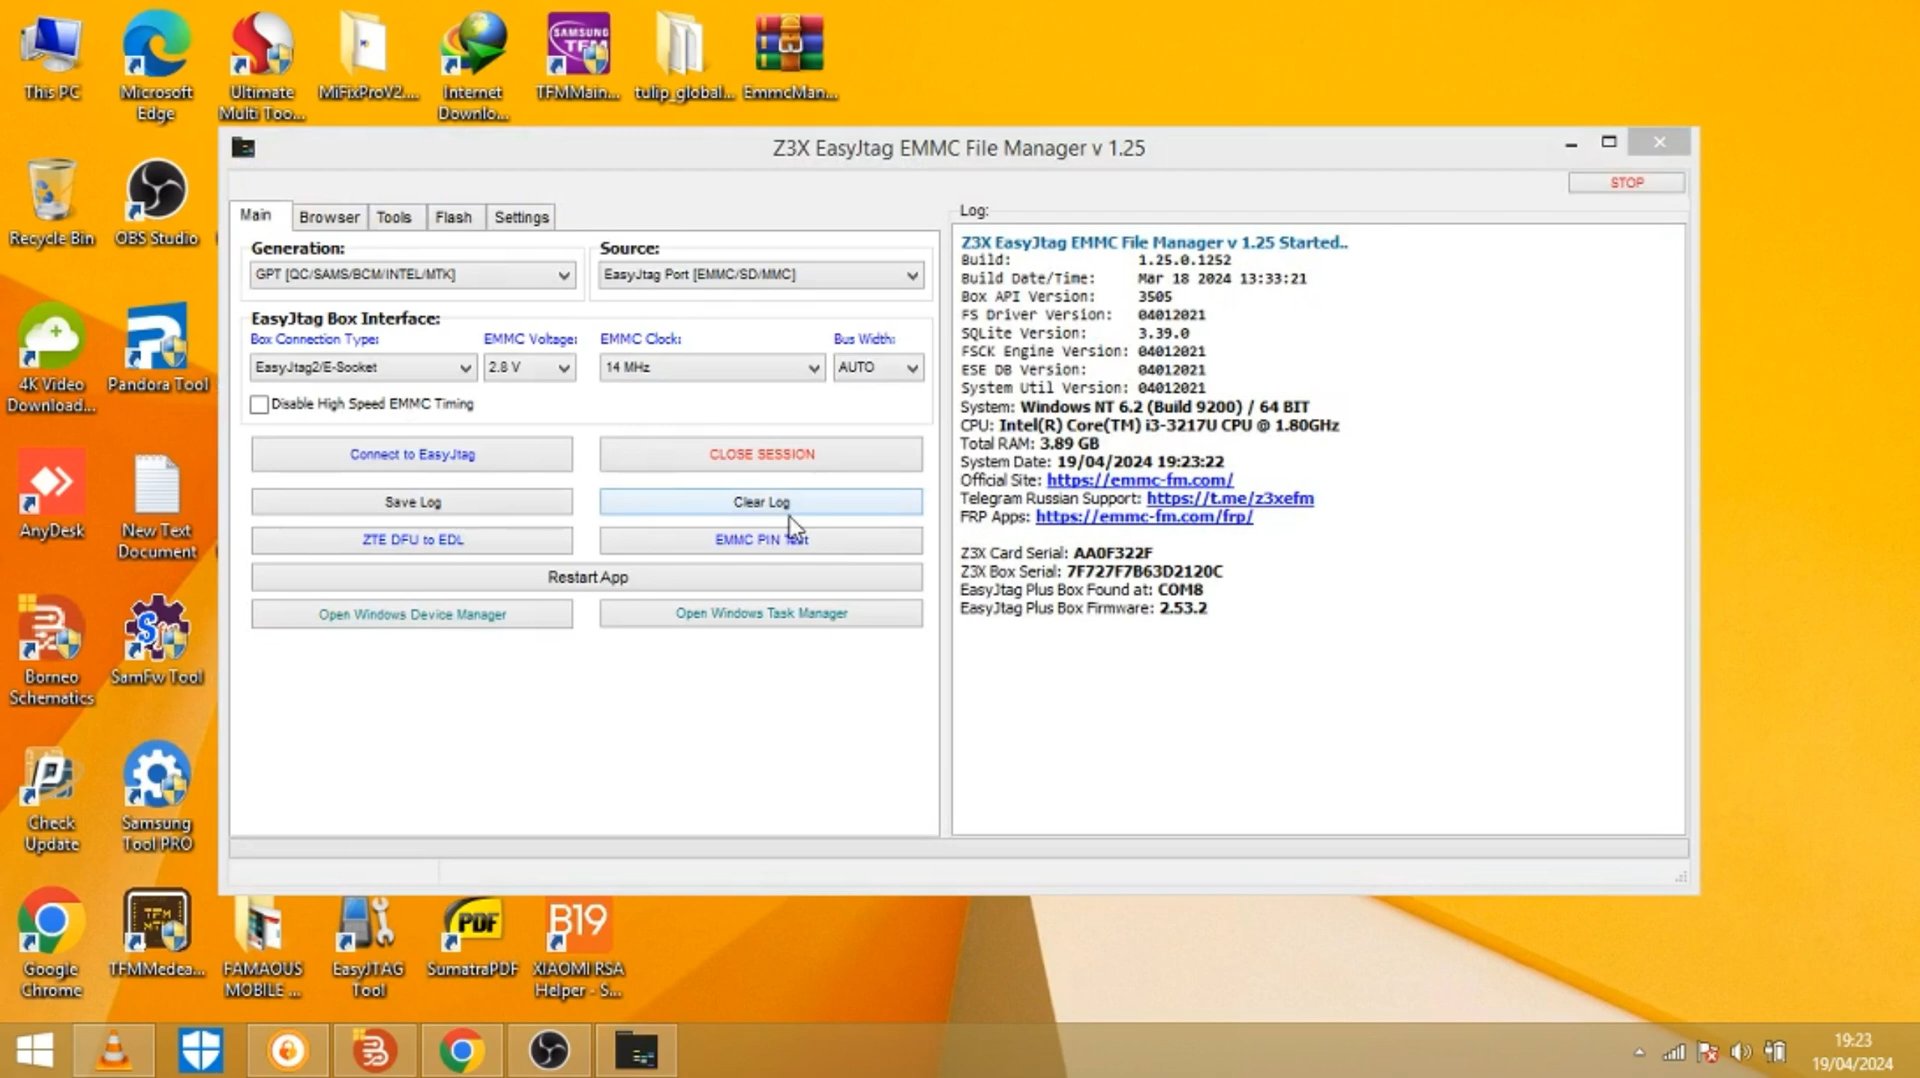 This PC
Microsoft
Edge
Ultimate
Multi Too...
MiFixProV2....
Internet
Downlo...
SAMSUNG
TFM
TFMMain...
tulip_global...
EmmcMan...
Recycle Bin
OBS Studio
4K Video
Download...
Pandora Tool
AnyDesk
New Text
Document
Borneo
Schematics
SamFw Tool
Check
Update
Samsung
Tool PRO
Google
Chrome
TFM
TFMMedea...
FAMAOUS
MOBILE ...
EasyJTAG
Tool
PDF
SumatraPDF
B19
XIAOMI RSA
Helper - S...
Z3X EasyJtag EMMC File Manager v 1.25
STOP
Main
Browser
Tools
Flash
Settings
Generation:
GPT [QC/SAMS/BCM/INTEL/MTK]
Source:
EasyJtag Port [EMMC/SD/MMC]
EasyJtag Box Interface:
Box Connection Type:
EMMC Voltage:
EMMC Clock:
Bus Width:
EasyJtag2/E-Socket
2.8 V
14 MHz
AUTO
Disable High Speed EMMC Timing
Connect to EasyJtag
CLOSE SESSION
Save Log
Clear Log
ZTE DFU to EDL
EMMC PIN
Restart App
Open Windows Device Manager
Open Windows Task Manager
Log:
Z3X EasyJtag EMMC File Manager v 1.25 Started..
Build: 1.25.0.1252
Build Date/Time: Mar 18 2024 13:33:21
Box API Version: 3505
FS Driver Version: 04012021
SQLite Version: 3.39.0
FSCK Engine Version: 04012021
ESE DB Version: 04012021
System Util Version: 04012021
System: Windows NT 6.2 (Build 9200) / 64 BIT
CPU: Intel(R) Core(TM) i3-3217U CPU @ 1.80GHz
Total RAM: 3.89 GB
System Date: 19/04/2024 19:23:22
Official Site: https://emmc-fm.com/
Telegram Russian Support: https://t.me/z3xefm
FRP Apps: https://emmc-fm.com/frp/
Z3X Card Serial: AA0F322F
Z3X Box Serial: 7F727F7B63D2120C
EasyJtag Plus Box Found at: COM8
EasyJtag Plus Box Firmware: 2.53.2
19:23
19/04/2024